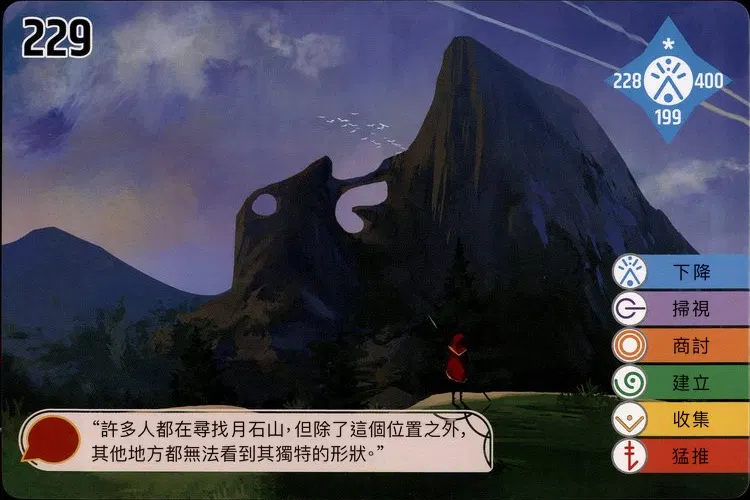 229
*
228 400
199
下降
掃視
商討
建立
收集
猛推
“許多人都在尋找月石山，但除了這個位置之外，
其他地方都無法看到其獨特的形狀。”